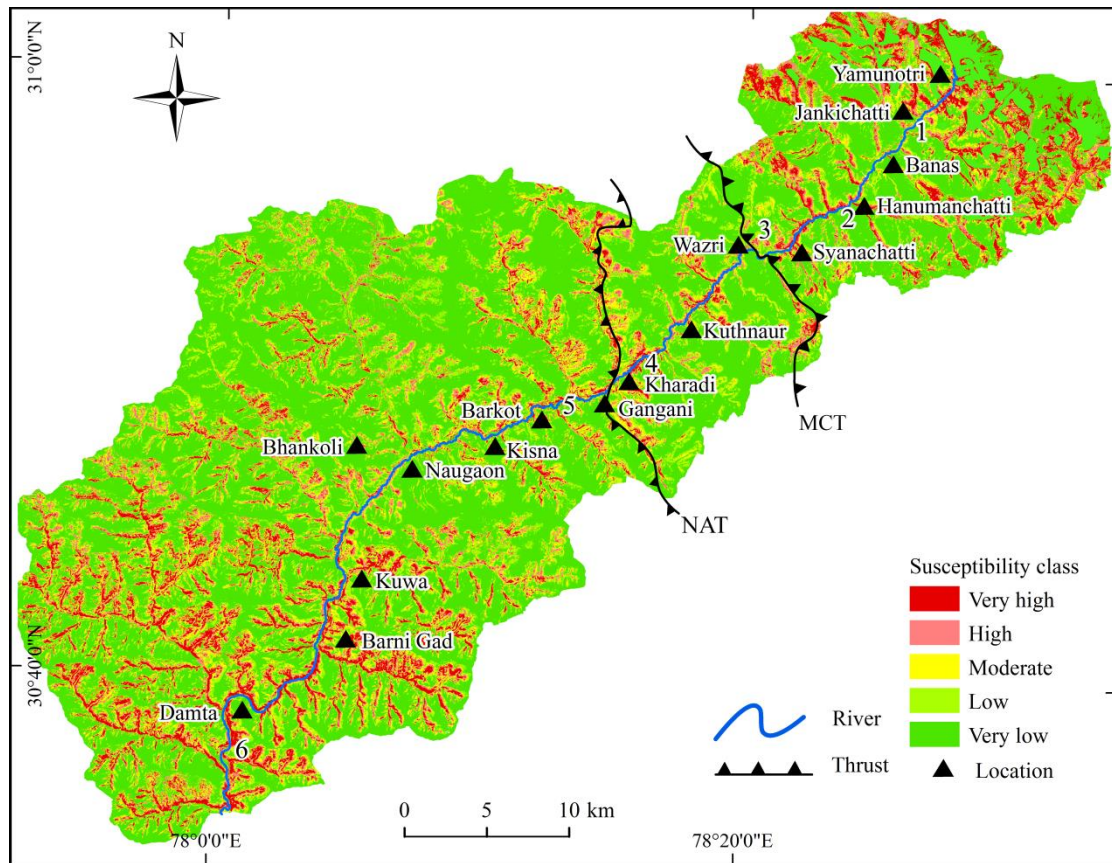 31°0'0"N
N
Yamunotri
Jankichatti
1
Banas
Hanumanchatti
2
3
Wazri
Syanachatti
Kuthnaur
4
Kharadi
Barkot
5
Gangani
MCT
Bhankoli
Kisna
Naugaon
NAT
Kuwa
Barni Gad
30°40'0"N
Damta
6
Susceptibility class
Very high
High
Moderate
Low
Very low
Location
River
Thrust
0 5 10 km
78°0'0"E
78°20'0"E